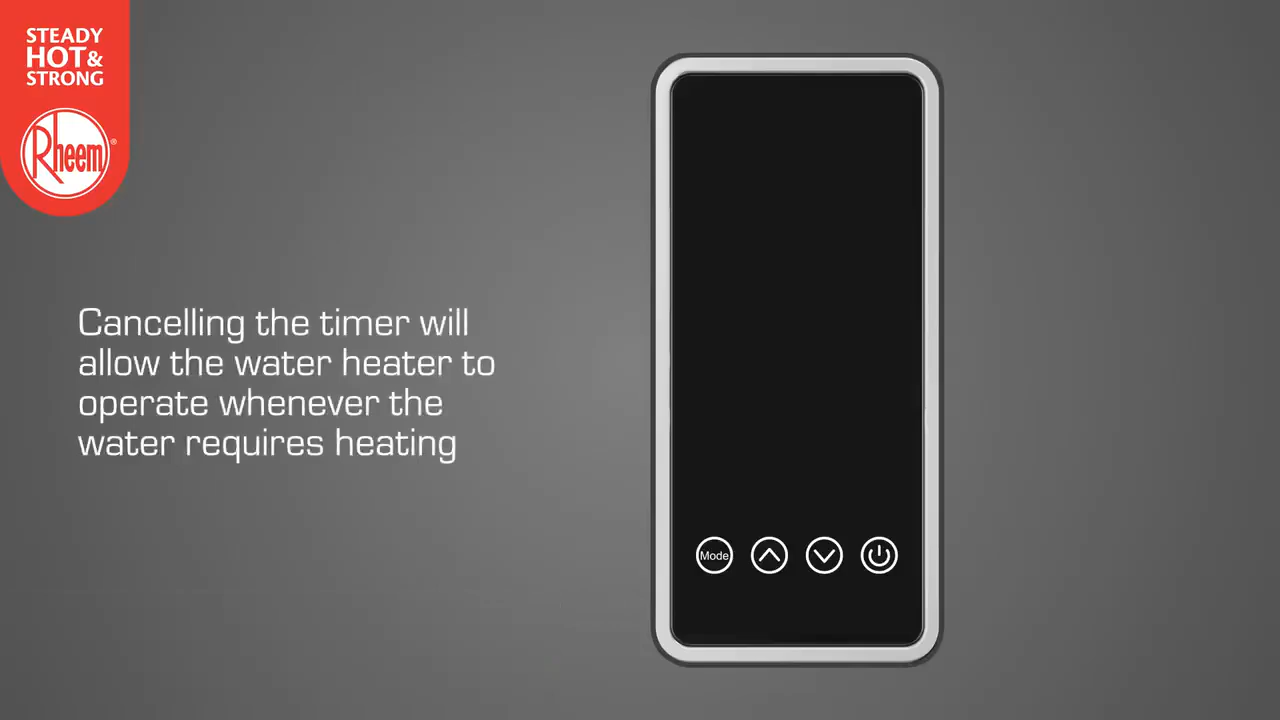 STEADY
HOT&
STRONG
Rheem®
Cancelling the timer will
allow the water heater to
operate whenever the
water requires heating
Mode